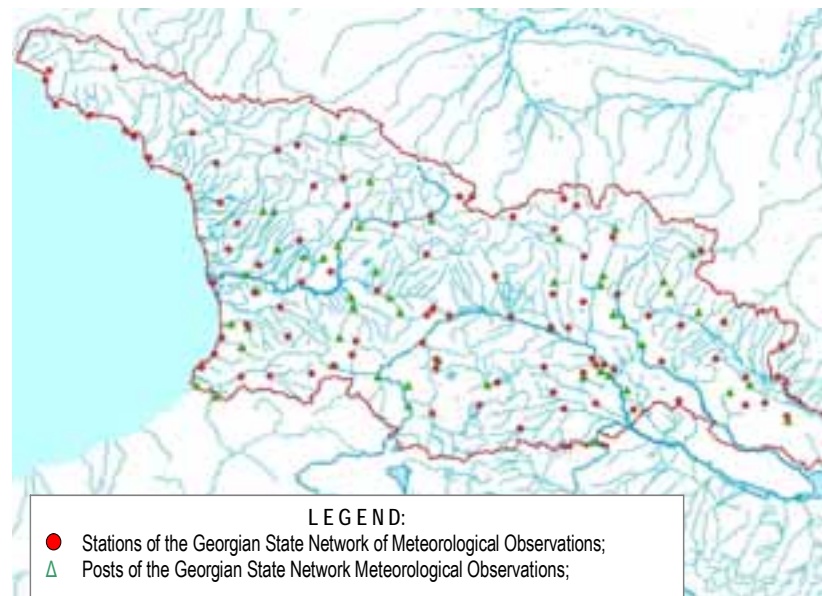 LEGEND:
Stations of the Georgian State Network of Meteorological Observations;
Posts of the Georgian State Network Meteorological Observations;